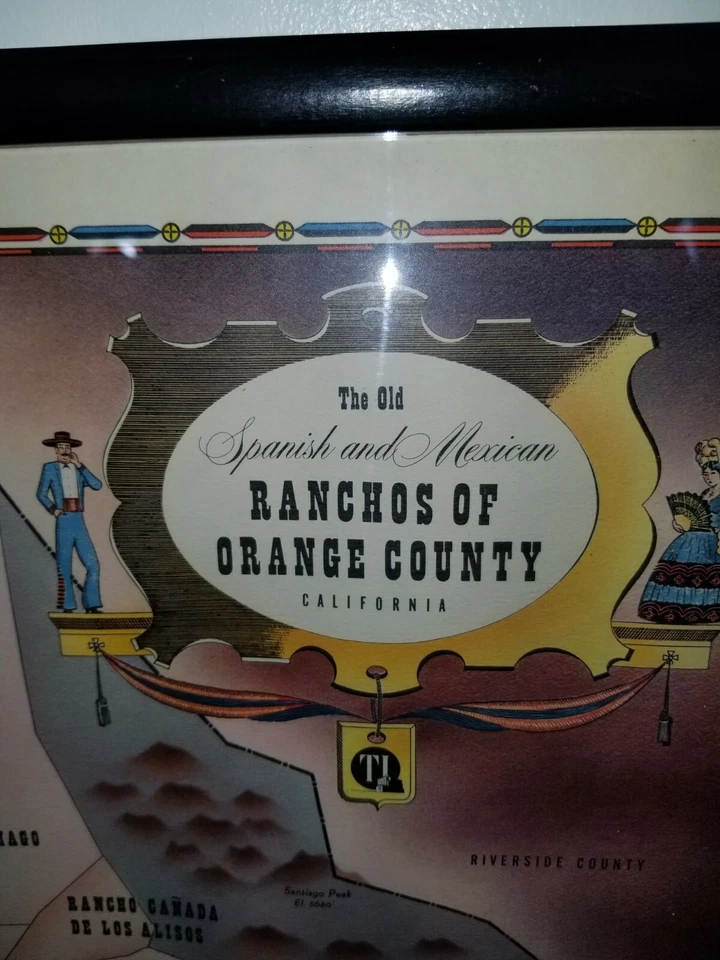 The Old
Spanish and Mexican
RANCHOS OF
ORANGE COUNTY
CALIFORNIA
TI
RIVERSIDE COUNTY
IAGO
Santiago Peak
El. 5680'
RANCHO CAÑADA
DE LOS ALISOS